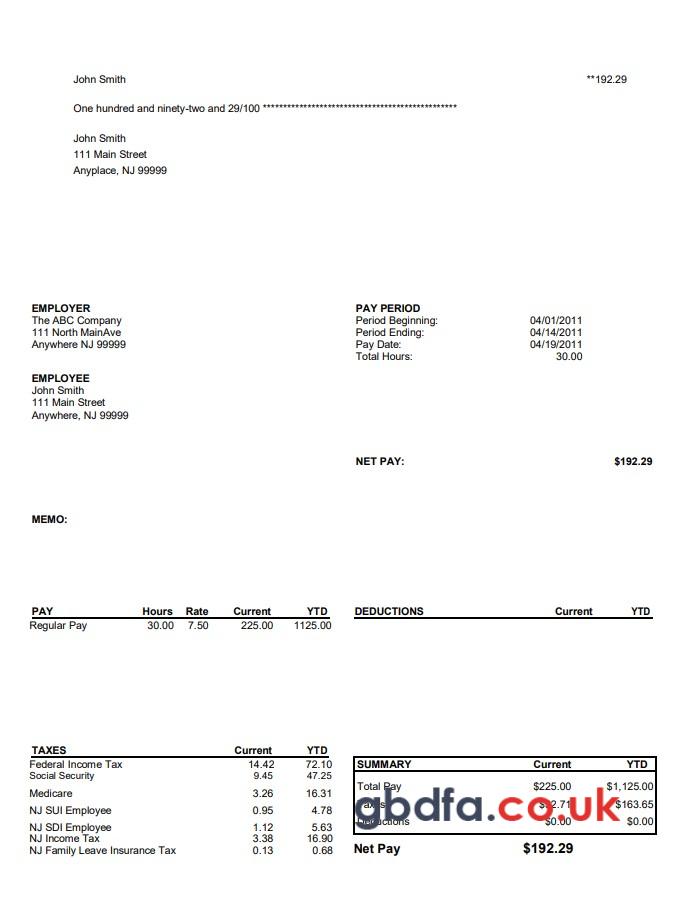 John Smith **192.29
One hundred and ninety-two and 29/100 ************************************************
John Smith
111 Main Street
Anyplace, NJ 99999
EMPLOYER
The ABC Company
111 North MainAve
Anywhere NJ 99999
PAY PERIOD
Period Beginning: 04/01/2011
Period Ending: 04/14/2011
Pay Date: 04/19/2011
Total Hours: 30.00
EMPLOYEE
John Smith
111 Main Street
Anywhere, NJ 99999
NET PAY: $192.29
MEMO:
PAY Hours Rate Current YTD
Regular Pay 30.00 7.50 225.00 1125.00
DEDUCTIONS Current YTD
TAXES Current YTD
Federal Income Tax 14.42 72.10
Social Security 9.45 47.25
Medicare 3.26 16.31
NJ SUI Employee 0.95 4.78
NJ SDI Employee 1.12 5.63
NJ Income Tax 3.38 16.90
NJ Family Leave Insurance Tax 0.13 0.68
SUMMARY Current YTD
Total Pay $225.00 $1,125.00
Taxes $32.71 $163.65
Deductions $0.00 $0.00
gbdfa.co.uk
Net Pay $192.29